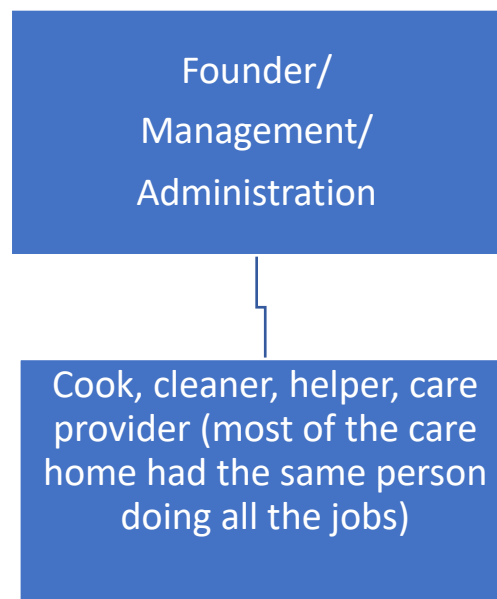 Founder/
Management/
Administration
Cook, cleaner, helper, care
provider (most of the care
home had the same person
doing all the jobs)